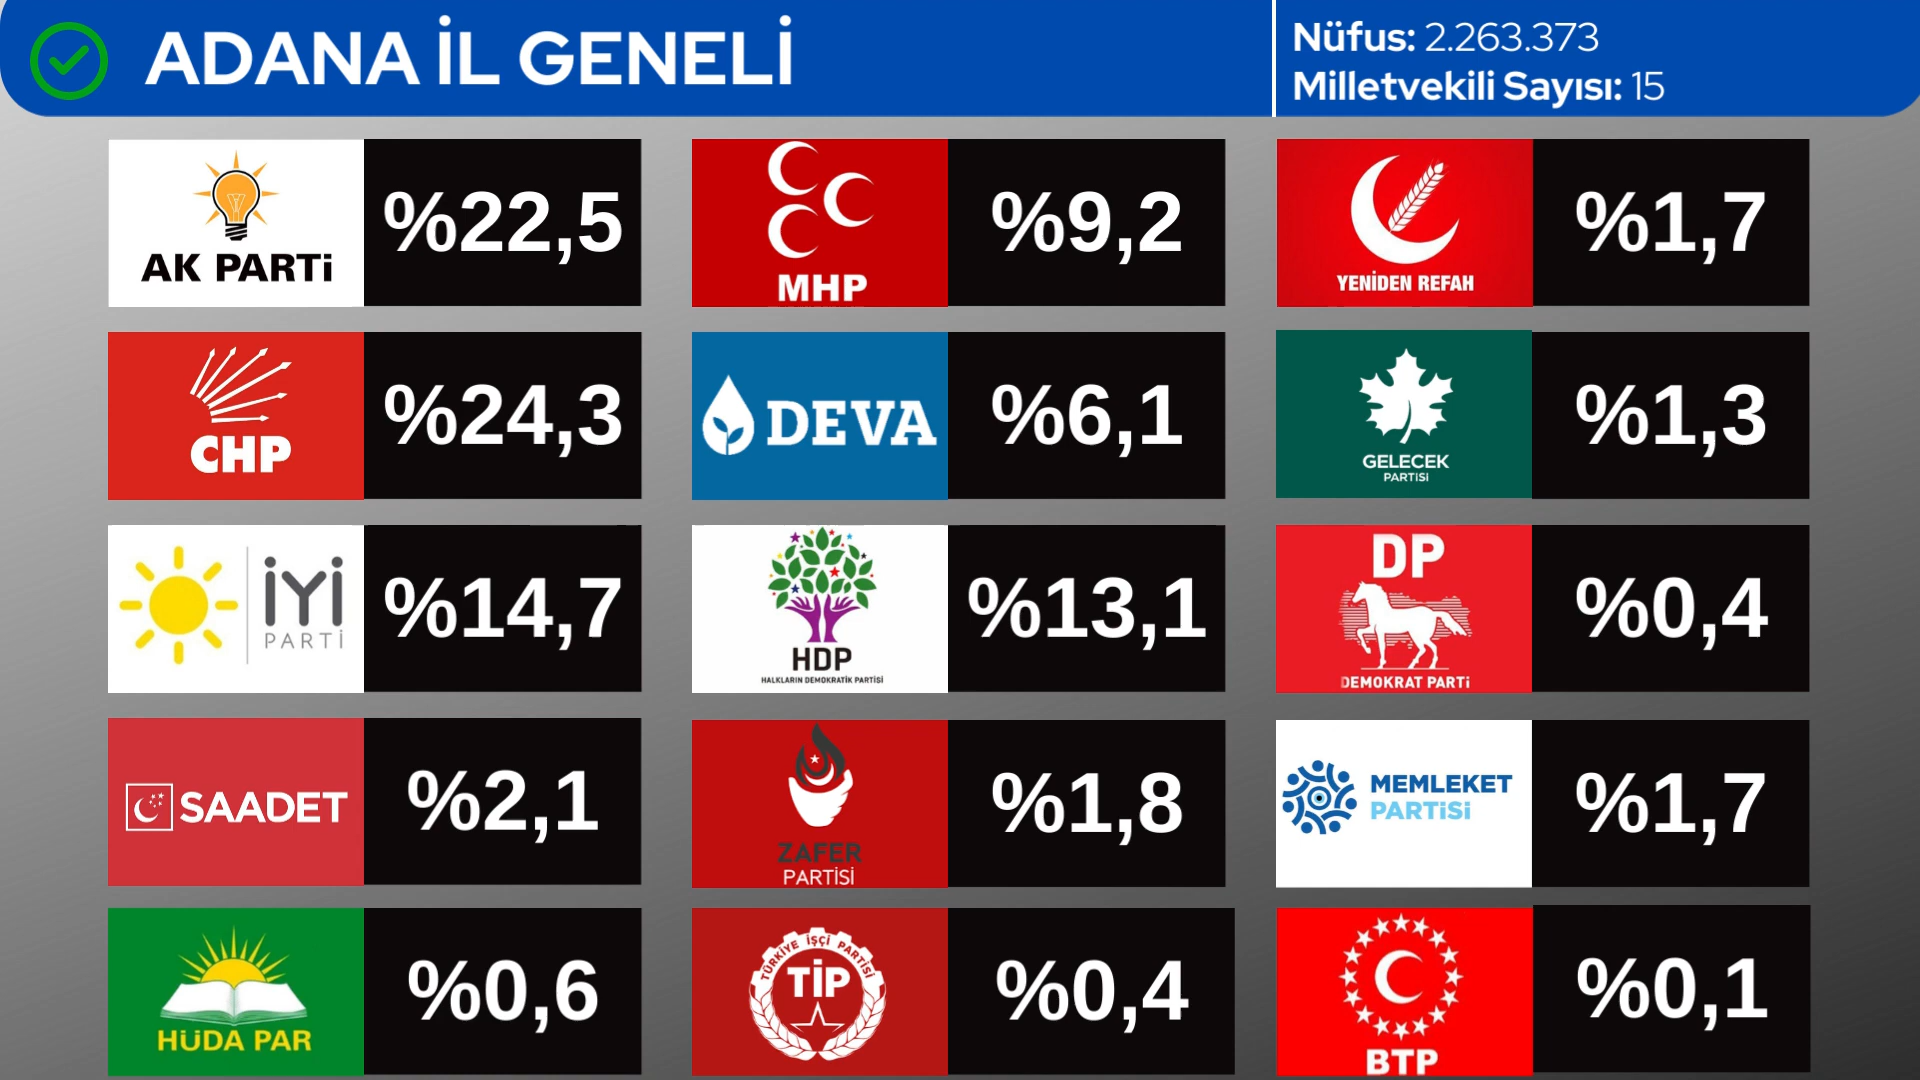 ADANA İL GENELİ
Nüfus: 2.263.373
Milletvekili Sayısı: 15
AK PARTi
%22,5
MHP
%9,2
YENİDEN REFAH
%1,7
CHP
%24,3
DEVA
%6,1
GELECEK
PARTİSİ
%1,3
İYİ
PARTİ
%14,7
HDP
HALKLARIN DEMOKRATİK PARTİSİ
%13,1
DP
DEMOKRAT PARTi
%0,4
SAADET
%2,1
ZAFER
PARTİSİ
%1,8
MEMLEKET
PARTİSİ
%1,7
HÜDA PAR
%0,6
TÜRKİYE İŞÇİ PARTİSİ
TİP
%0,4
BTP
%0,1